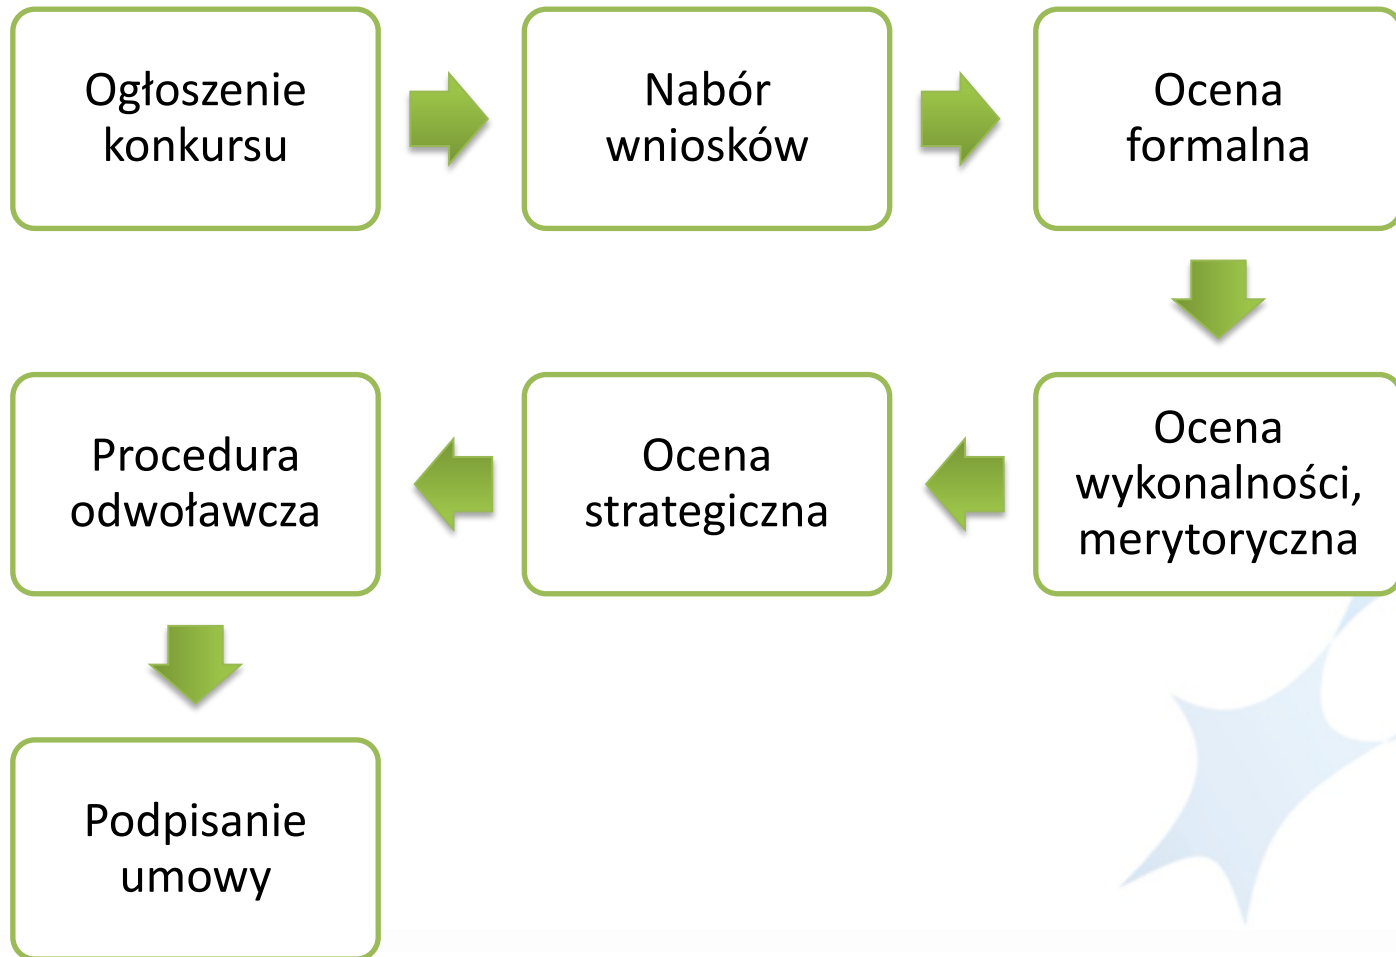 Ogłoszenie
konkursu
Nabór
wniosków
Ocena
formalna
Ocena
wykonalności,
merytoryczna
Ocena
strategiczna
Procedura
odwoławcza
Podpisanie
umowy